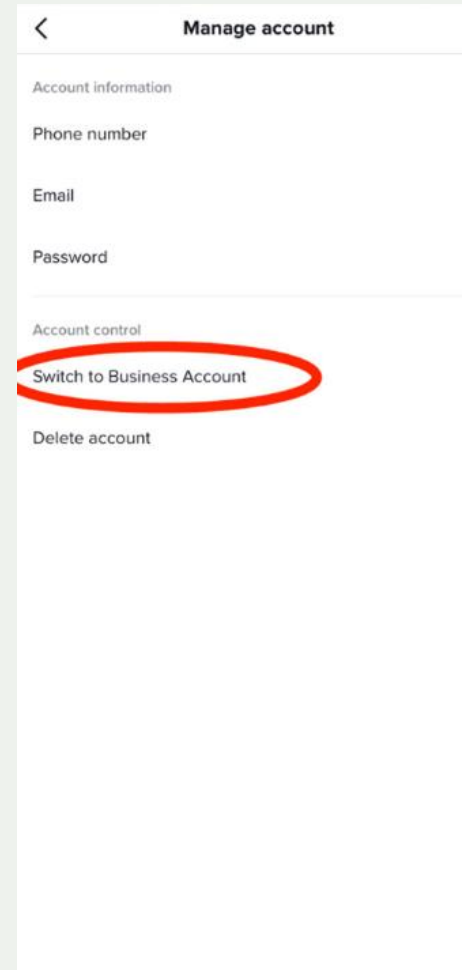 Manage account
Account information
Phone number
Email
Password
Account control
Switch to Business Account
Delete account